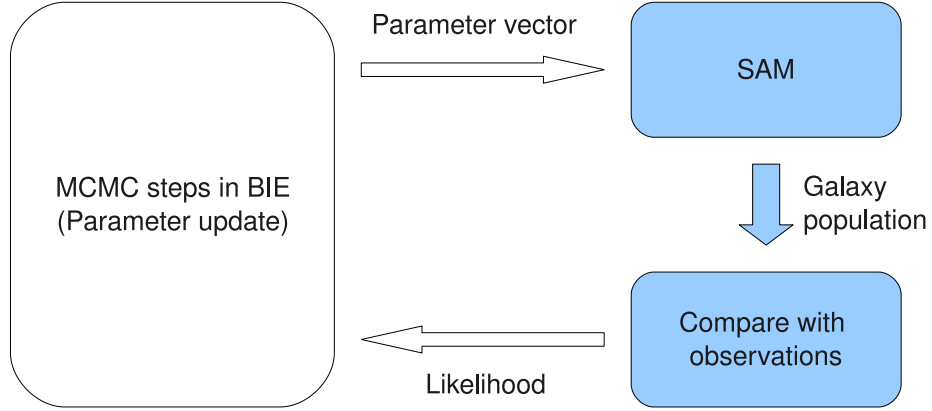 Parameter vector
SAM
MCMC steps in BIE
(Parameter update)
Galaxy
population
Compare with
observations
Likelihood